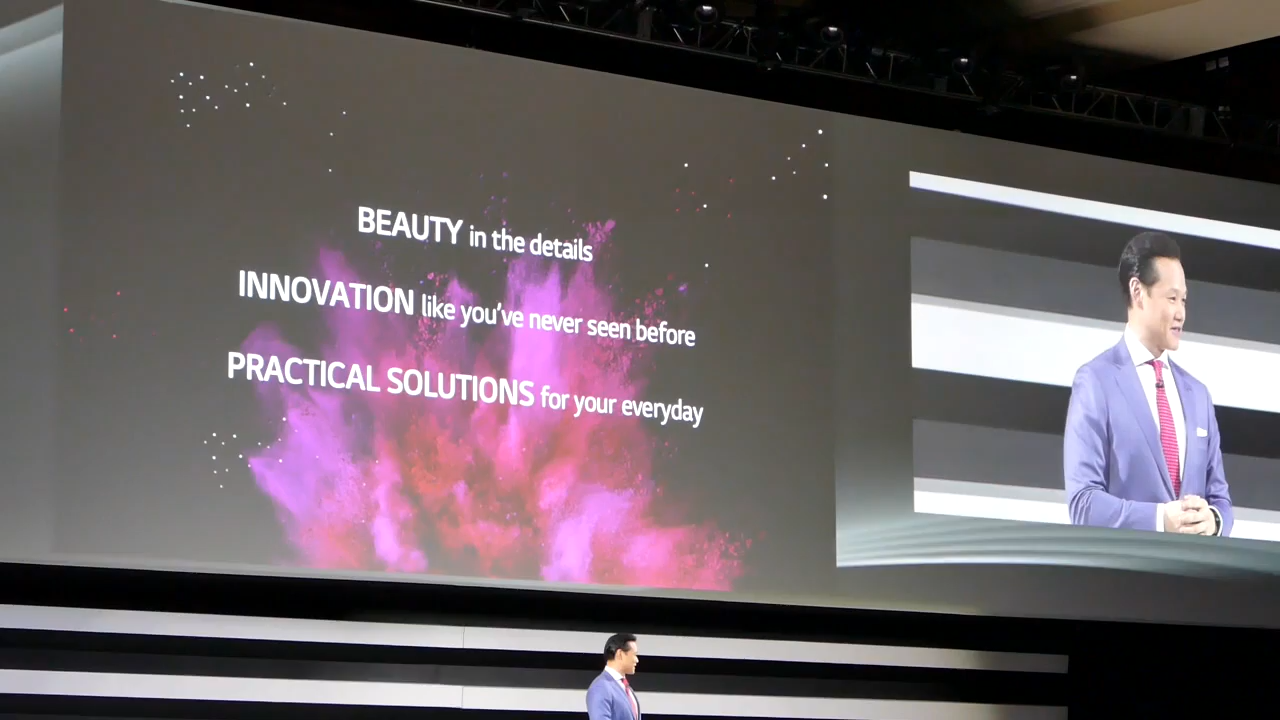 BEAUTY in the details
INNOVATION like you've never seen before
PRACTICAL SOLUTIONS for your everyday